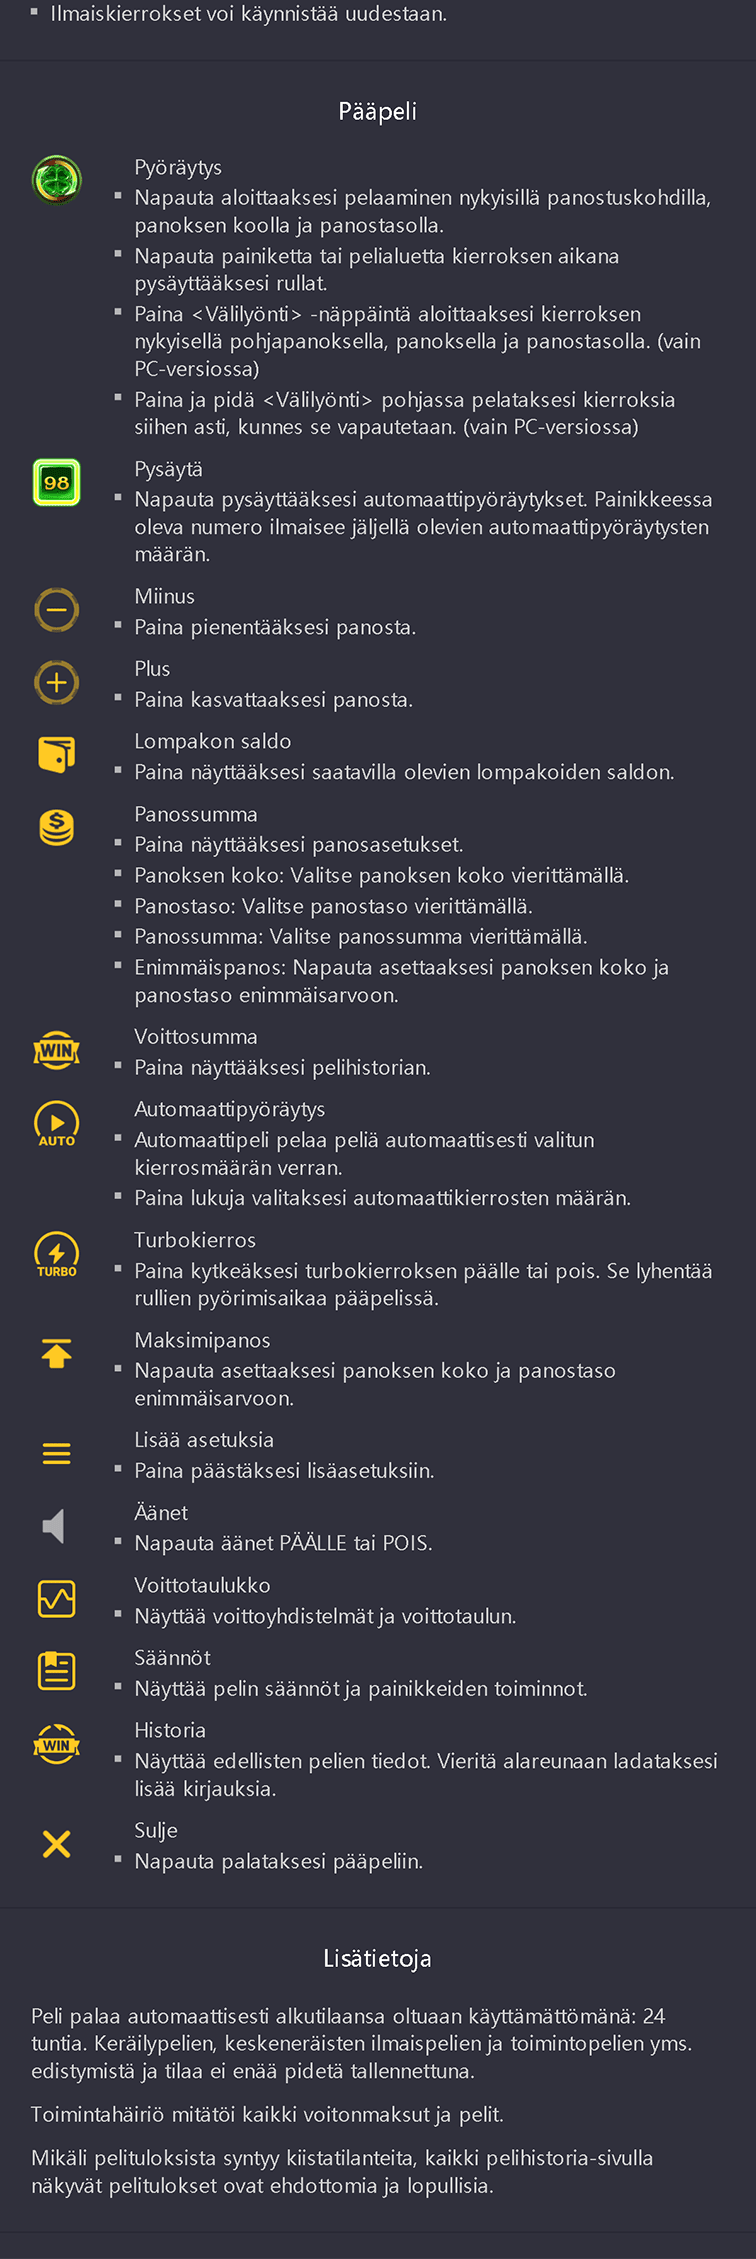 ▪ Ilmaiskierrokset voi käynnistää uudestaan.
Pääpeli
Pyöräytys
▪ Napauta aloittaaksesi pelaaminen nykyisillä panostuskohdilla,
panoksen koolla ja panostasolla.
▪ Napauta painiketta tai pelialuetta kierroksen aikana
pysäyttääksesi rullat.
▪ Paina <Välilyönti> -näppäintä aloittaaksesi kierroksen
nykyisellä pohjapanoksella, panoksella ja panostasolla. (vain
PC-versiossa)
▪ Paina ja pidä <Välilyönti> pohjassa pelataksesi kierroksia
siihen asti, kunnes se vapautetaan. (vain PC-versiossa)
98
Pysäytä
▪ Napauta pysäyttääksesi automaattipyöräytykset. Painikkeessa
oleva numero ilmaisee jäljellä olevien automaattipyöräytysten
määrän.
Miinus
▪ Paina pienentääksesi panosta.
Plus
▪ Paina kasvattaaksesi panosta.
Lompakon saldo
▪ Paina näyttääksesi saatavilla olevien lompakoiden saldon.
$
Panossumma
▪ Paina näyttääksesi panosasetukset.
▪ Panoksen koko: Valitse panoksen koko vierittämällä.
▪ Panostaso: Valitse panostaso vierittämällä.
▪ Panossumma: Valitse panossumma vierittämällä.
▪ Enimmäispanos: Napauta asettaaksesi panoksen koko ja
panostaso enimmäisarvoon.
WIN
Voittosumma
▪ Paina näyttääksesi pelihistorian.
AUTO
Automaattipyöräytys
▪ Automaattipeli pelaa peliä automaattisesti valitun
kierrosmäärän verran.
▪ Paina lukuja valitaksesi automaattikierrosten määrän.
TURBO
Turbokierros
▪ Paina kytkeäksesi turbokierroksen päälle tai pois. Se lyhentää
rullien pyörimisaikaa pääpelissä.
Maksimipanos
▪ Napauta asettaaksesi panoksen koko ja panostaso
enimmäisarvoon.
Lisää asetuksia
▪ Paina päästäksesi lisäasetuksiin.
Äänet
▪ Napauta äänet PÄÄLLE tai POIS.
Voittotaulukko
▪ Näyttää voittoyhdistelmät ja voittotaulun.
Säännöt
▪ Näyttää pelin säännöt ja painikkeiden toiminnot.
WIN
Historia
▪ Näyttää edellisten pelien tiedot. Vieritä alareunaan ladataksesi
lisää kirjauksia.
Sulje
▪ Napauta palataksesi pääpeliin.
Lisätietoja
Peli palaa automaattisesti alkutilaansa oltuaan käyttämättömänä: 24
tuntia. Keräilypelien, keskeneräisten ilmaispelien ja toimintopelien yms.
edistymistä ja tilaa ei enää pidetä tallennettuna.
Toimintahäiriö mitätöi kaikki voitonmaksut ja pelit.
Mikäli pelituloksista syntyy kiistatilanteita, kaikki pelihistoria-sivulla
näkyvät pelitulokset ovat ehdottomia ja lopullisia.